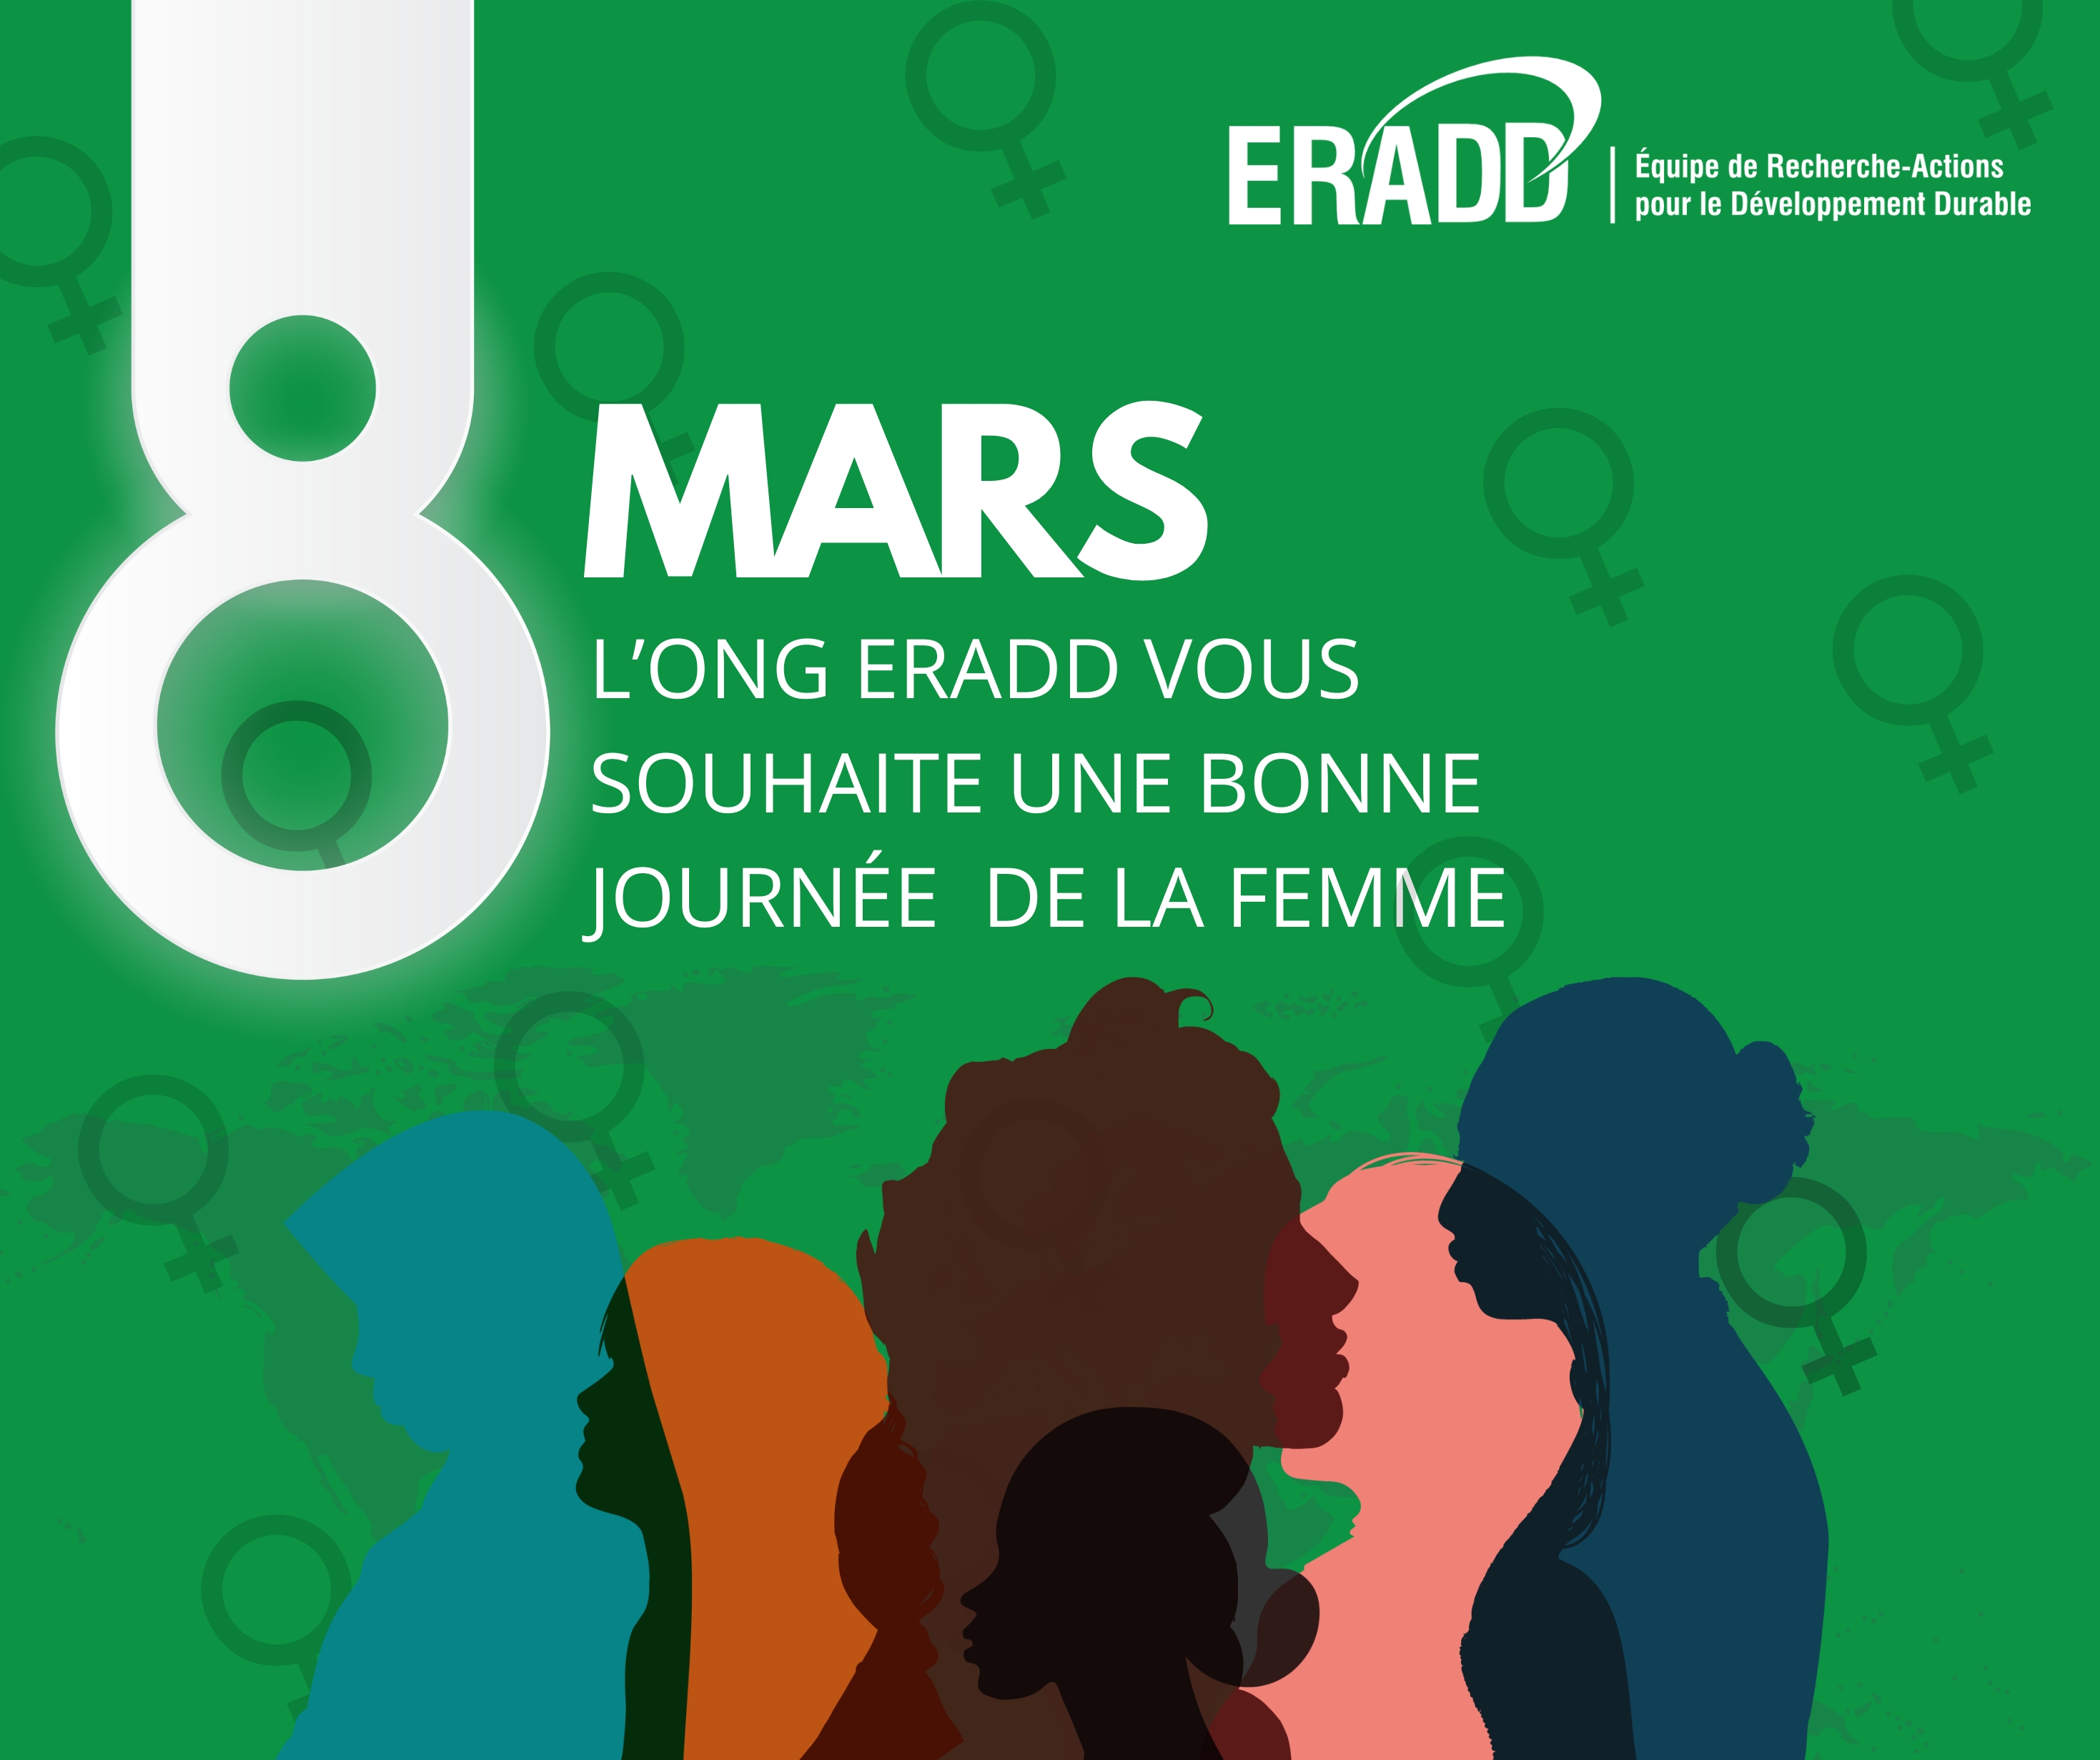 ERADD
Équipe de Recherche-Actions
pour le Développement Durable
8
MARS
L'ONG ERADD VOUS
SOUHAITE UNE BONNE
JOURNÉE  DE LA FEMME